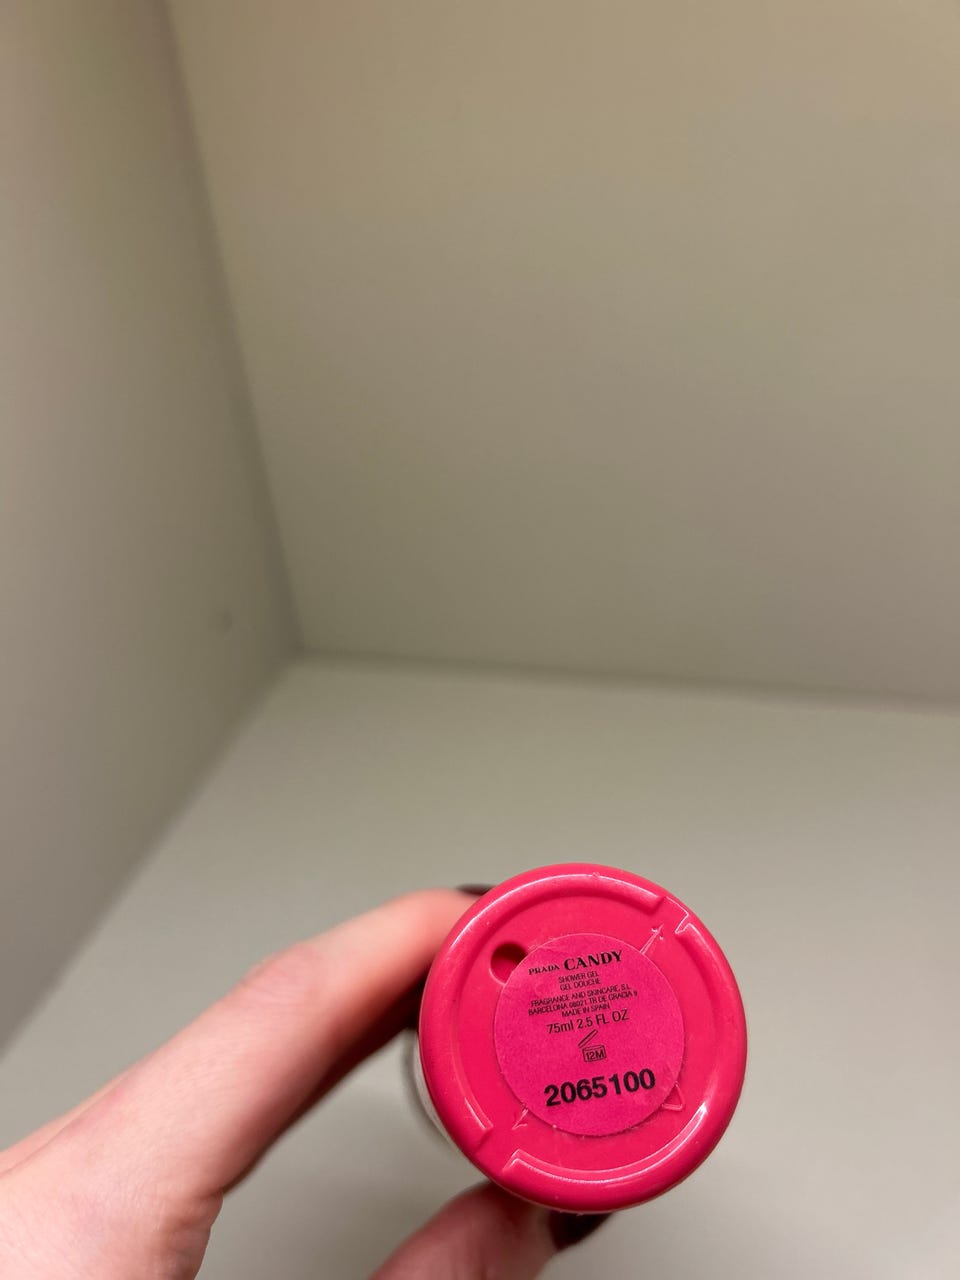 PRADA CANDY
SHOWER GEL
GEL DOUCHE
FRAGRANCE AND SKINCARE, S.L.
BARCELONA 08021 TR DE GRACIA 9
MADE IN SPAIN
75ml 2.5 FL OZ
12M
2065100